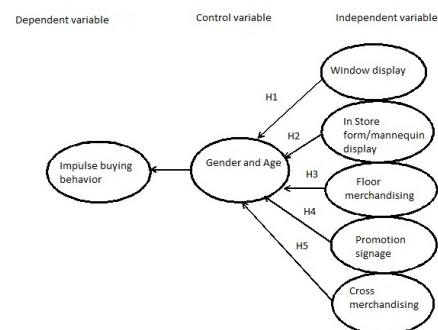 Dependent variable
Control variable
Independent variable
Window display
H1
In Store
form/mannequin
display
H2
Impulse buying
behavior
Gender and Age
H3
Floor
merchandising
H4
Promotion
signage
H5
Cross
merchandising